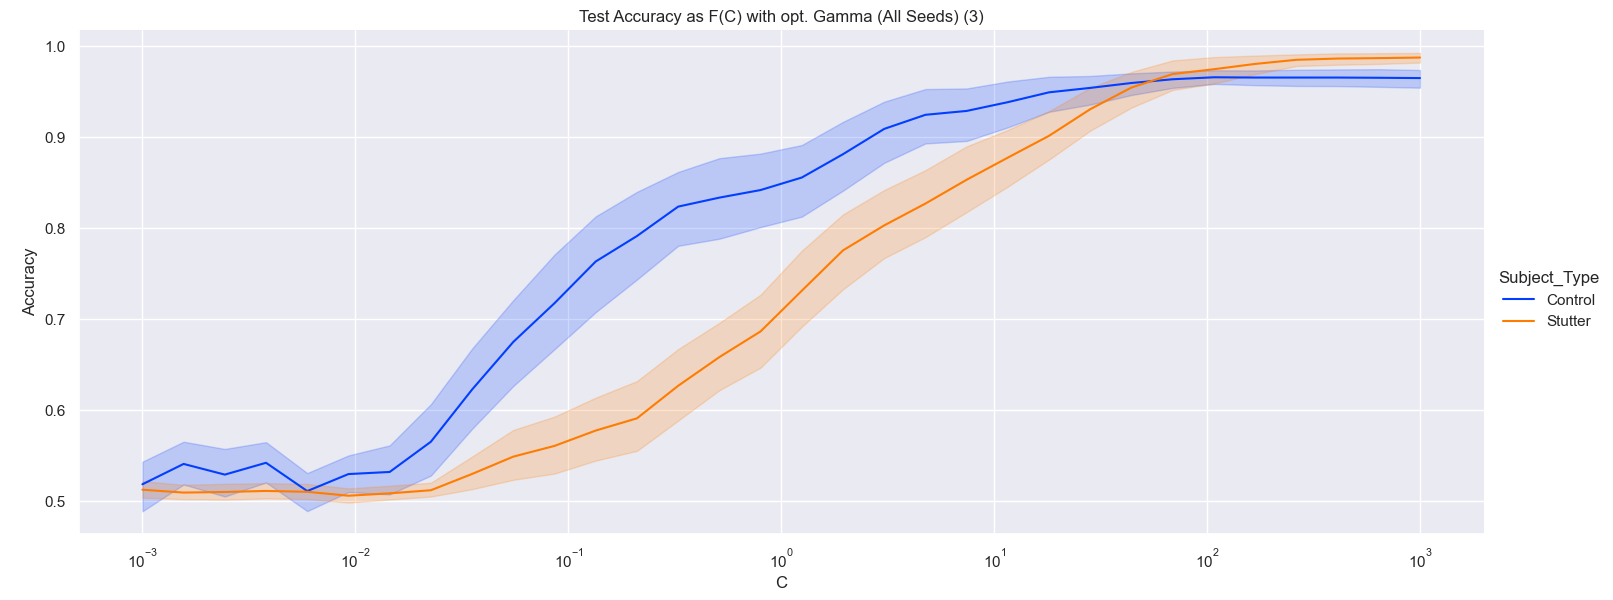 Test Accuracy as F(C) with opt. Gamma (All Seeds) (3)
1.0
0.9
0.8
0.7
0.6
0.5
Accuracy
10⁻³
10⁻²
10⁻¹
10⁰
10¹
10²
10³
C
Subject_Type
Control
Stutter